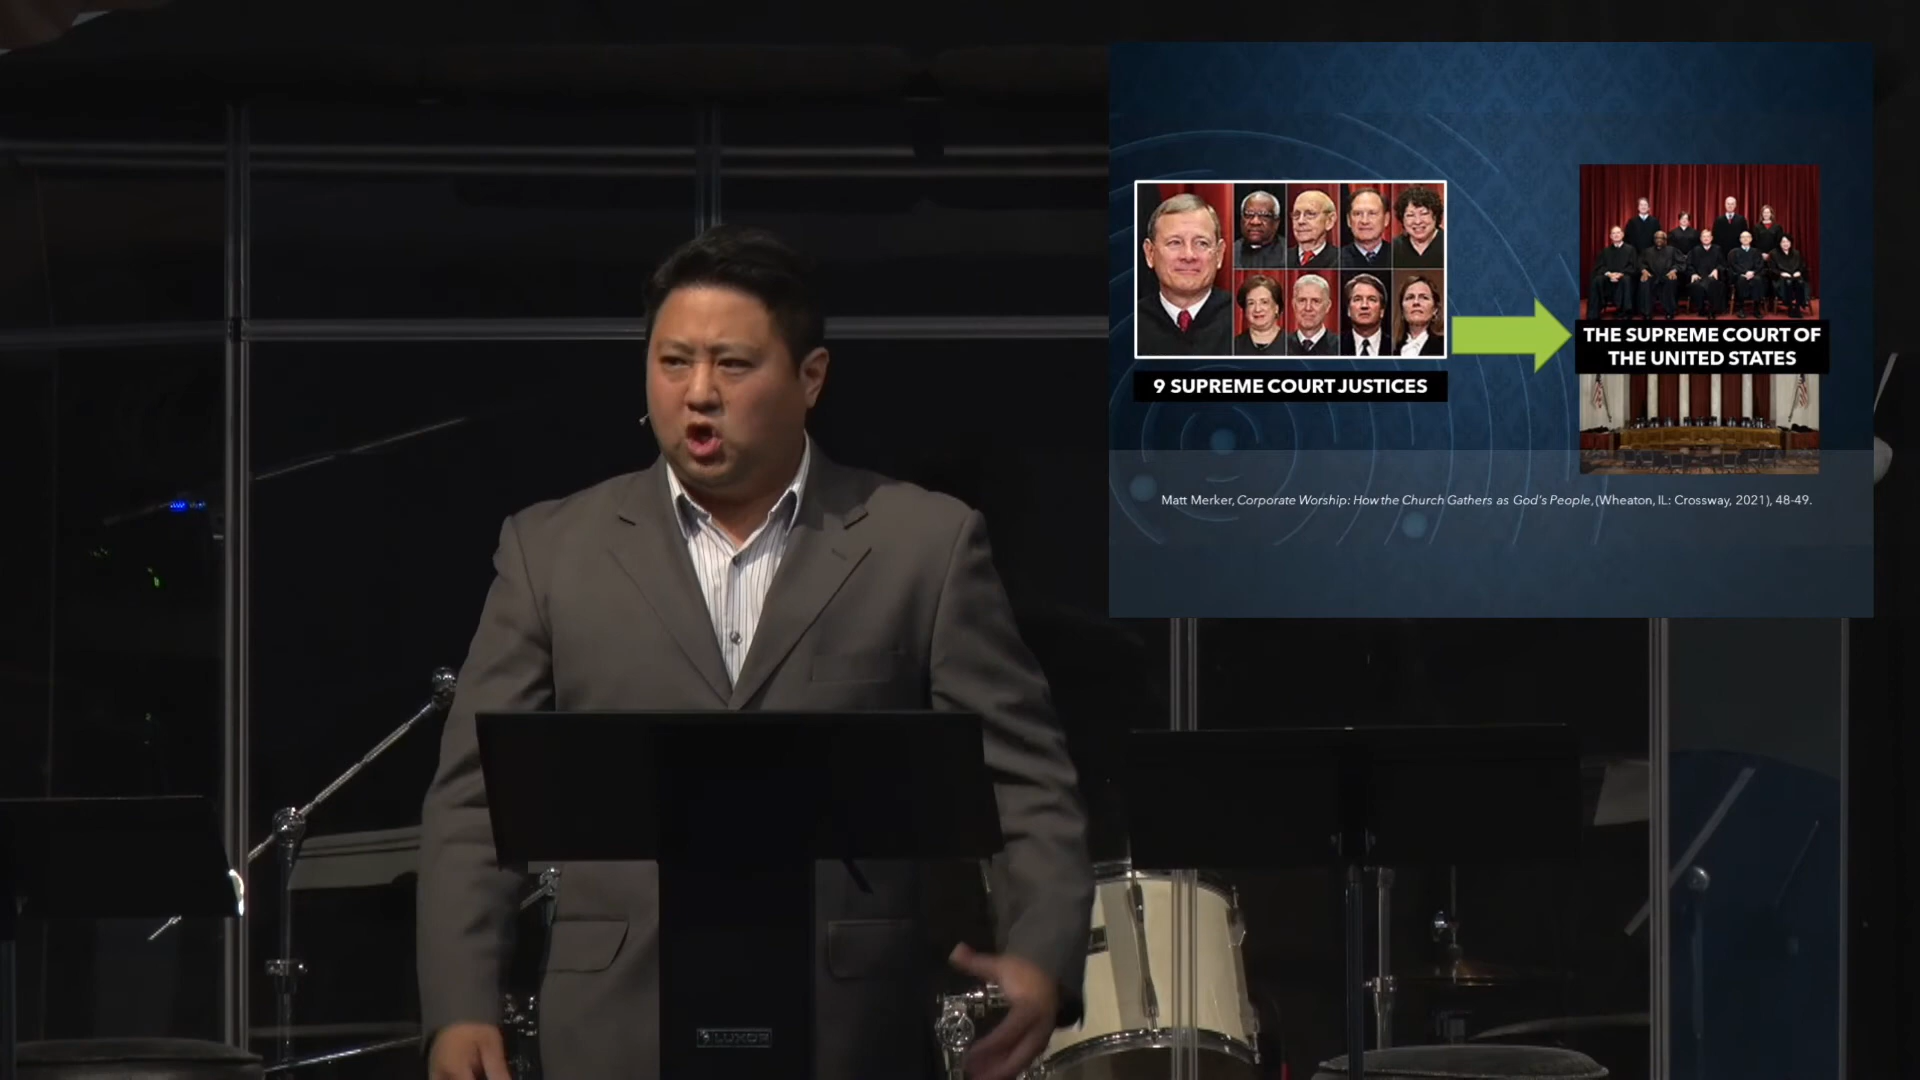 9 SUPREME COURT JUSTICES
THE SUPREME COURT OF
THE UNITED STATES
Matt Merker, Corporate Worship: How the Church Gathers as God's People, (Wheaton, IL: Crossway, 2021), 48-49.
LUXOR